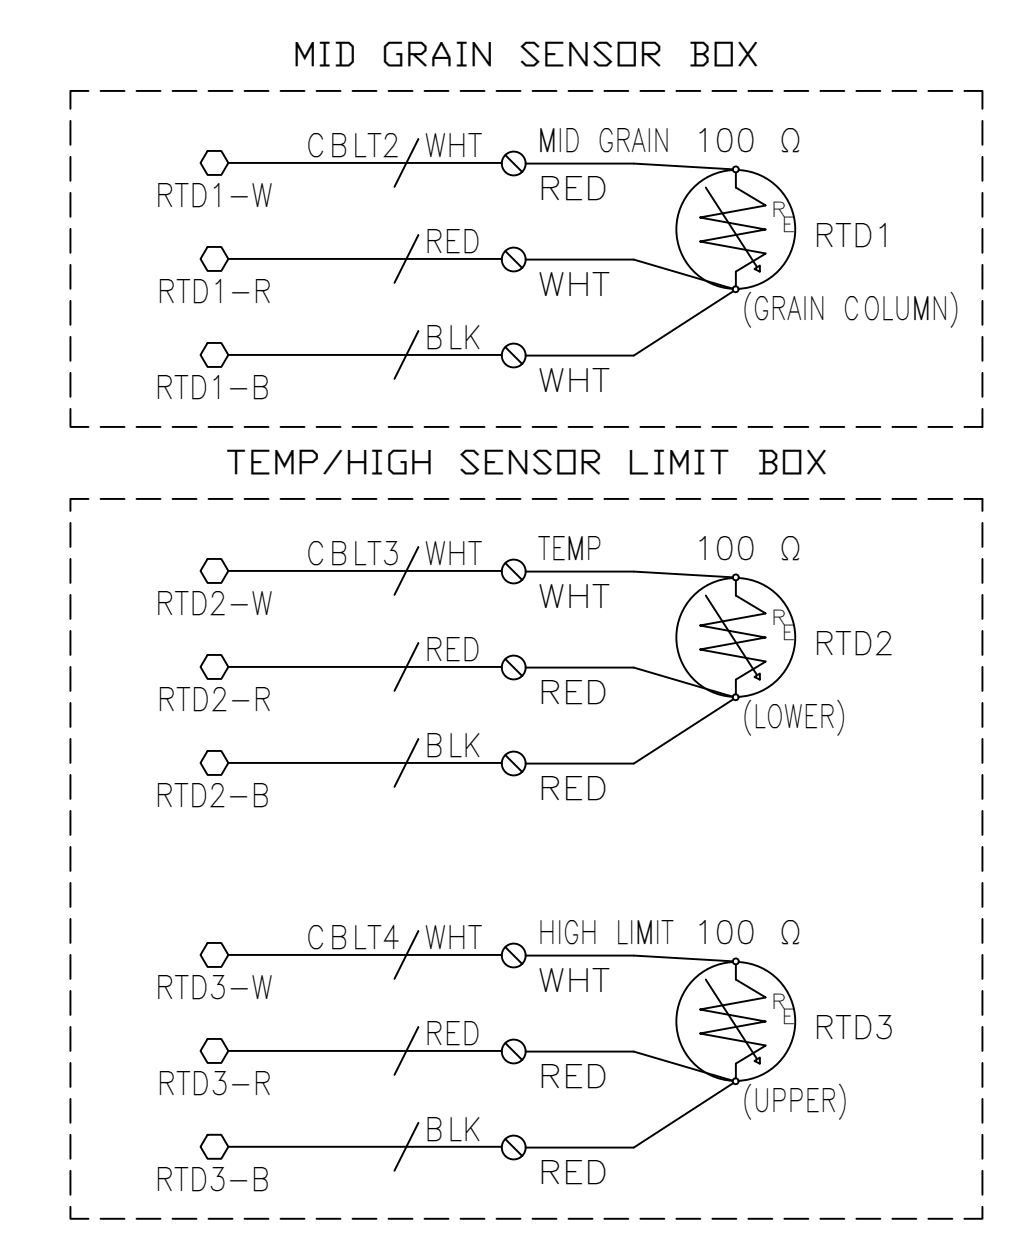 MID GRAIN SENSOR BOX
CBLT2 WHT MID GRAIN 100 Ω
RTD1-W RED
RE
RED RTD1
RTD1-R WHT
(GRAIN COLUMN)
BLK
RTD1-B WHT
TEMP/HIGH SENSOR LIMIT BOX
CBLT3 WHT TEMP 100 Ω
RTD2-W WHT
RE
RED RTD2
RTD2-R RED
(LOWER)
BLK
RTD2-B RED
CBLT4 WHT HIGH LIMIT 100 Ω
RTD3-W WHT
RE
RED RTD3
RTD3-R RED
(UPPER)
BLK
RTD3-B RED